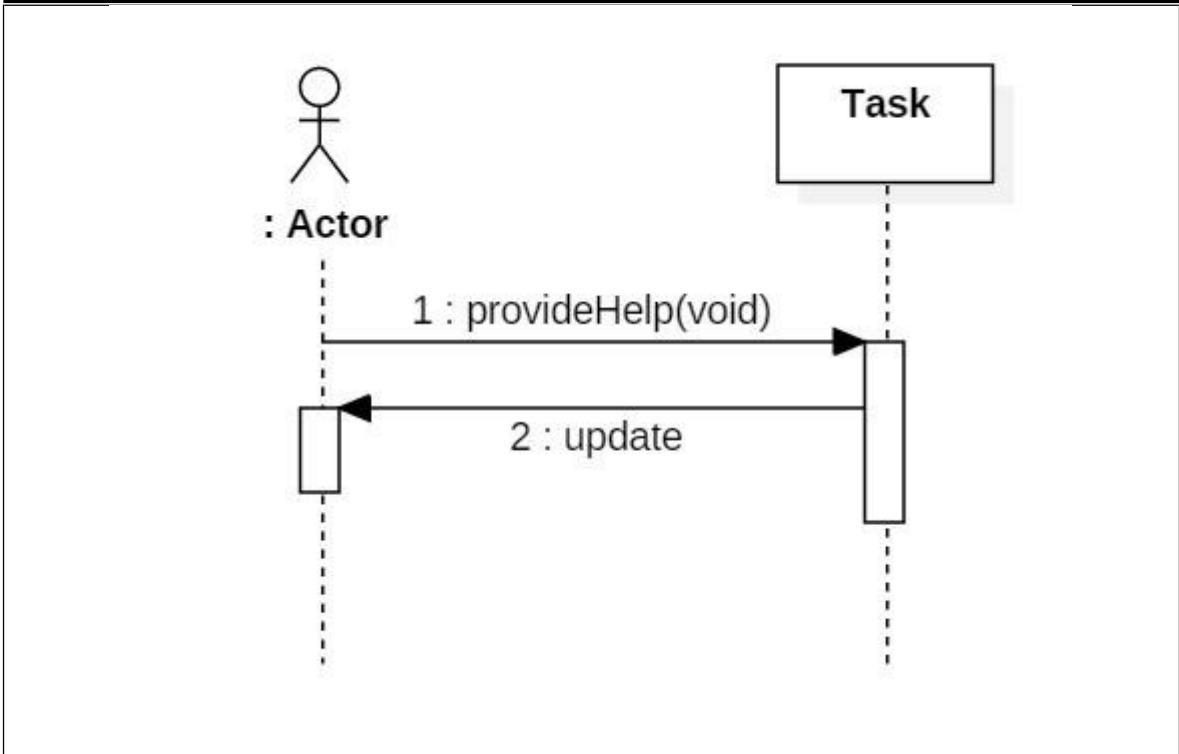 Task
: Actor
1 : provideHelp(void)
2 : update